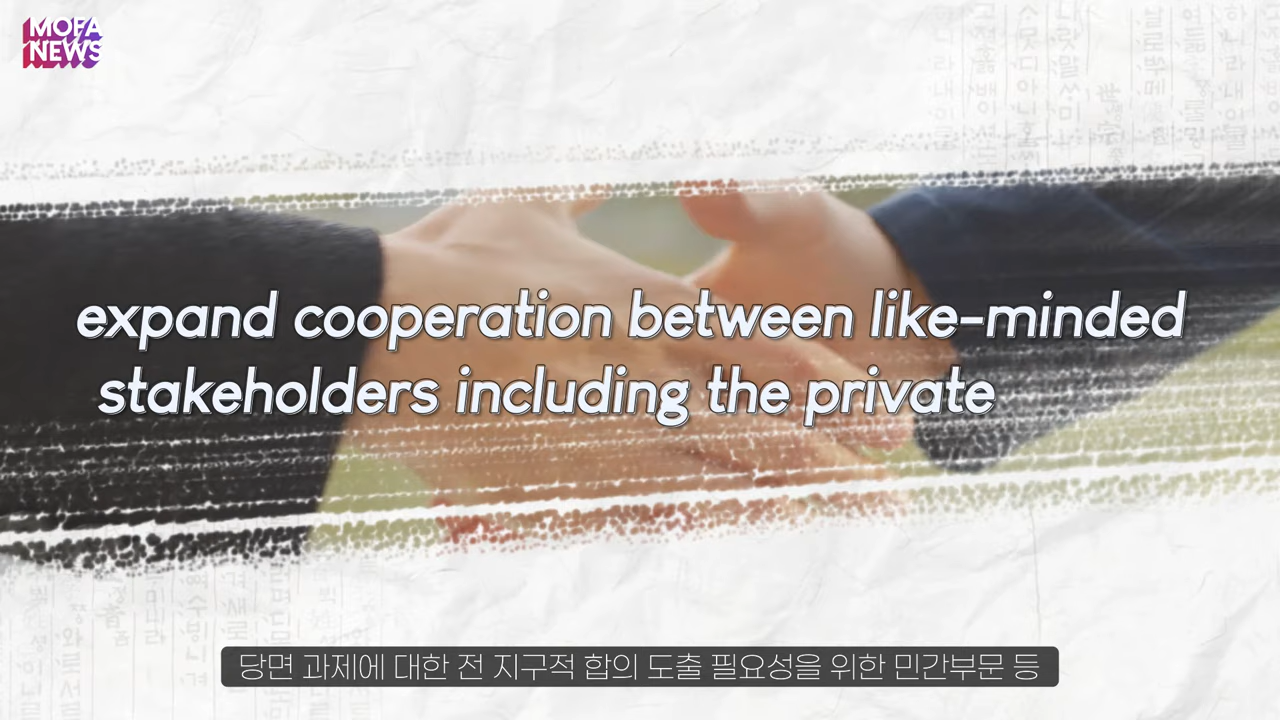 MOFA
NEWS
expand cooperation between like-minded
stakeholders including the private
당면 과제에 대한 전 지구적 합의 도출 필요성을 위한 민간부문 등